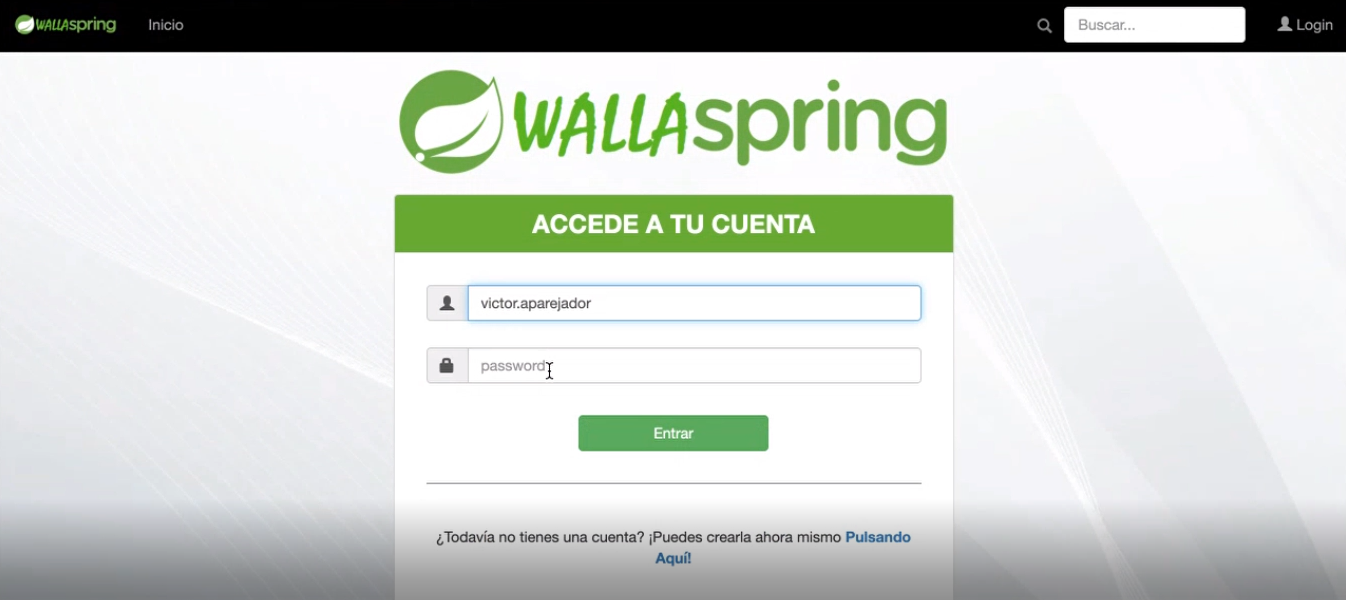 WALLAspring Inicio Buscar... Login
WALLAspring
ACCEDE A TU CUENTA
victor.aparejador
password
Entrar
¿Todavía no tienes una cuenta? ¡Puedes crearla ahora mismo Pulsando
Aquí!